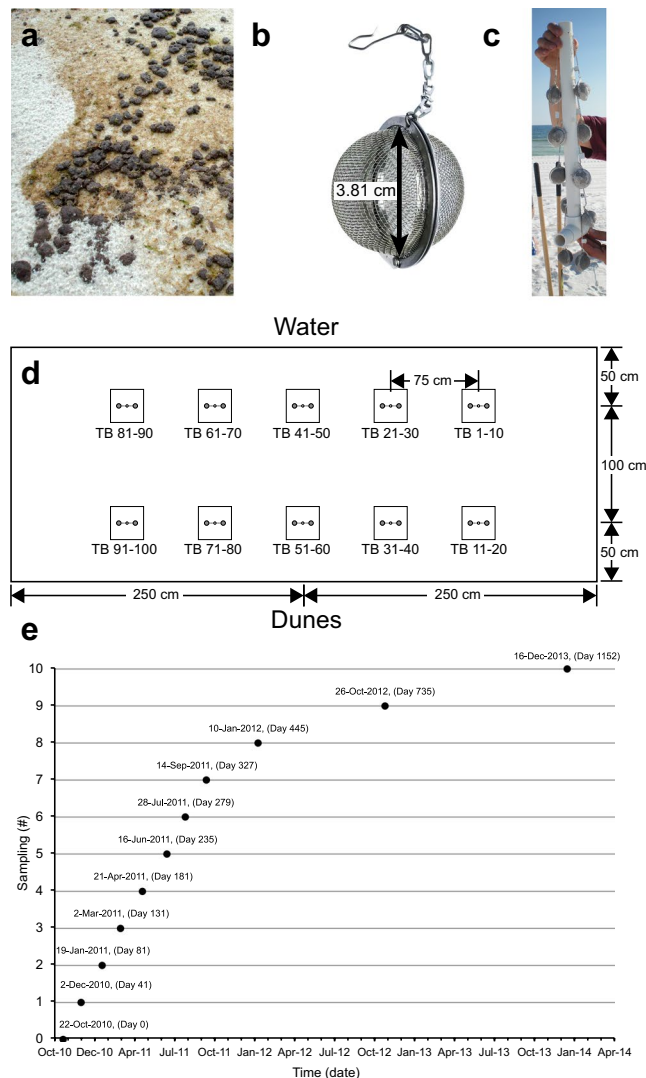 a
b
c
3.81 cm
Water
d
75 cm
50 cm
TB 81-90 TB 61-70 TB 41-50 TB 21-30 TB 1-10
100 cm
TB 91-100 TB 71-80 TB 51-60 TB 31-40 TB 11-20
50 cm
250 cm 250 cm
Dunes
e
16-Dec-2013, (Day 1152)
10
26-Oct-2012, (Day 735)
9
10-Jan-2012, (Day 445)
8
14-Sep-2011, (Day 327)
7
28-Jul-2011, (Day 279)
6
16-Jun-2011, (Day 235)
5
21-Apr-2011, (Day 181)
4
2-Mar-2011, (Day 131)
3
19-Jan-2011, (Day 81)
2
2-Dec-2010, (Day 41)
1
22-Oct-2010, (Day 0)
0
Sampling (#)
Oct-10 Dec-10 Apr-11 Jul-11 Oct-11 Jan-12 Apr-12 Jul-12 Oct-12 Jan-13 Apr-13 Jul-13 Oct-13 Jan-14 Apr-14
Time (date)